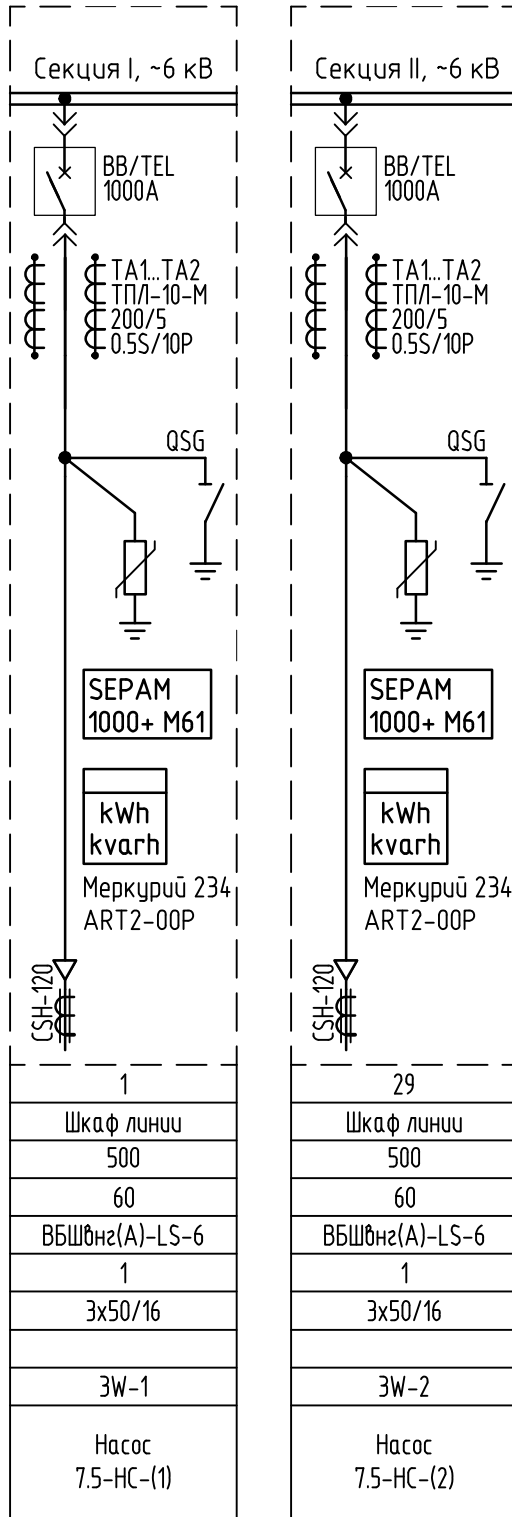 Секция I, ~6 кВ
BB/TEL
1000A
TA1...TA2
ТПЛ-10-М
200/5
0.5S/10P
QSG
SEPAM
1000+ M61
kWh
kvarh
Меркурий 234
ART2-00P
CSH-120
1
Шкаф линии
500
60
ВБШвнг(А)-LS-6
1
3x50/16
3W-1
Насос
7.5-НС-(1)
Секция II, ~6 кВ
BB/TEL
1000A
TA1...TA2
ТПЛ-10-М
200/5
0.5S/10P
QSG
SEPAM
1000+ M61
kWh
kvarh
Меркурий 234
ART2-00P
CSH-120
29
Шкаф линии
500
60
ВБШвнг(А)-LS-6
1
3x50/16
3W-2
Насос
7.5-НС-(2)